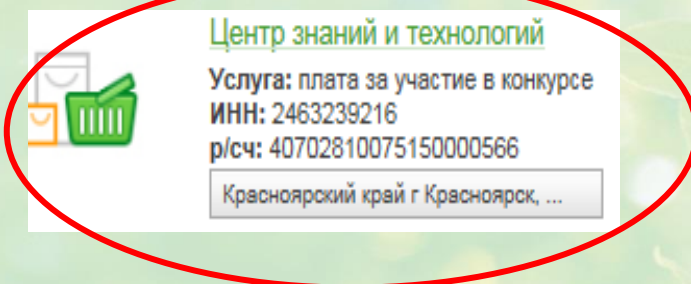 Центр знаний и технологий
Услуга: плата за участие в конкурсе
ИНН: 2463239216
р/сч: 40702810075150000566
Красноярский край г Красноярск, ...